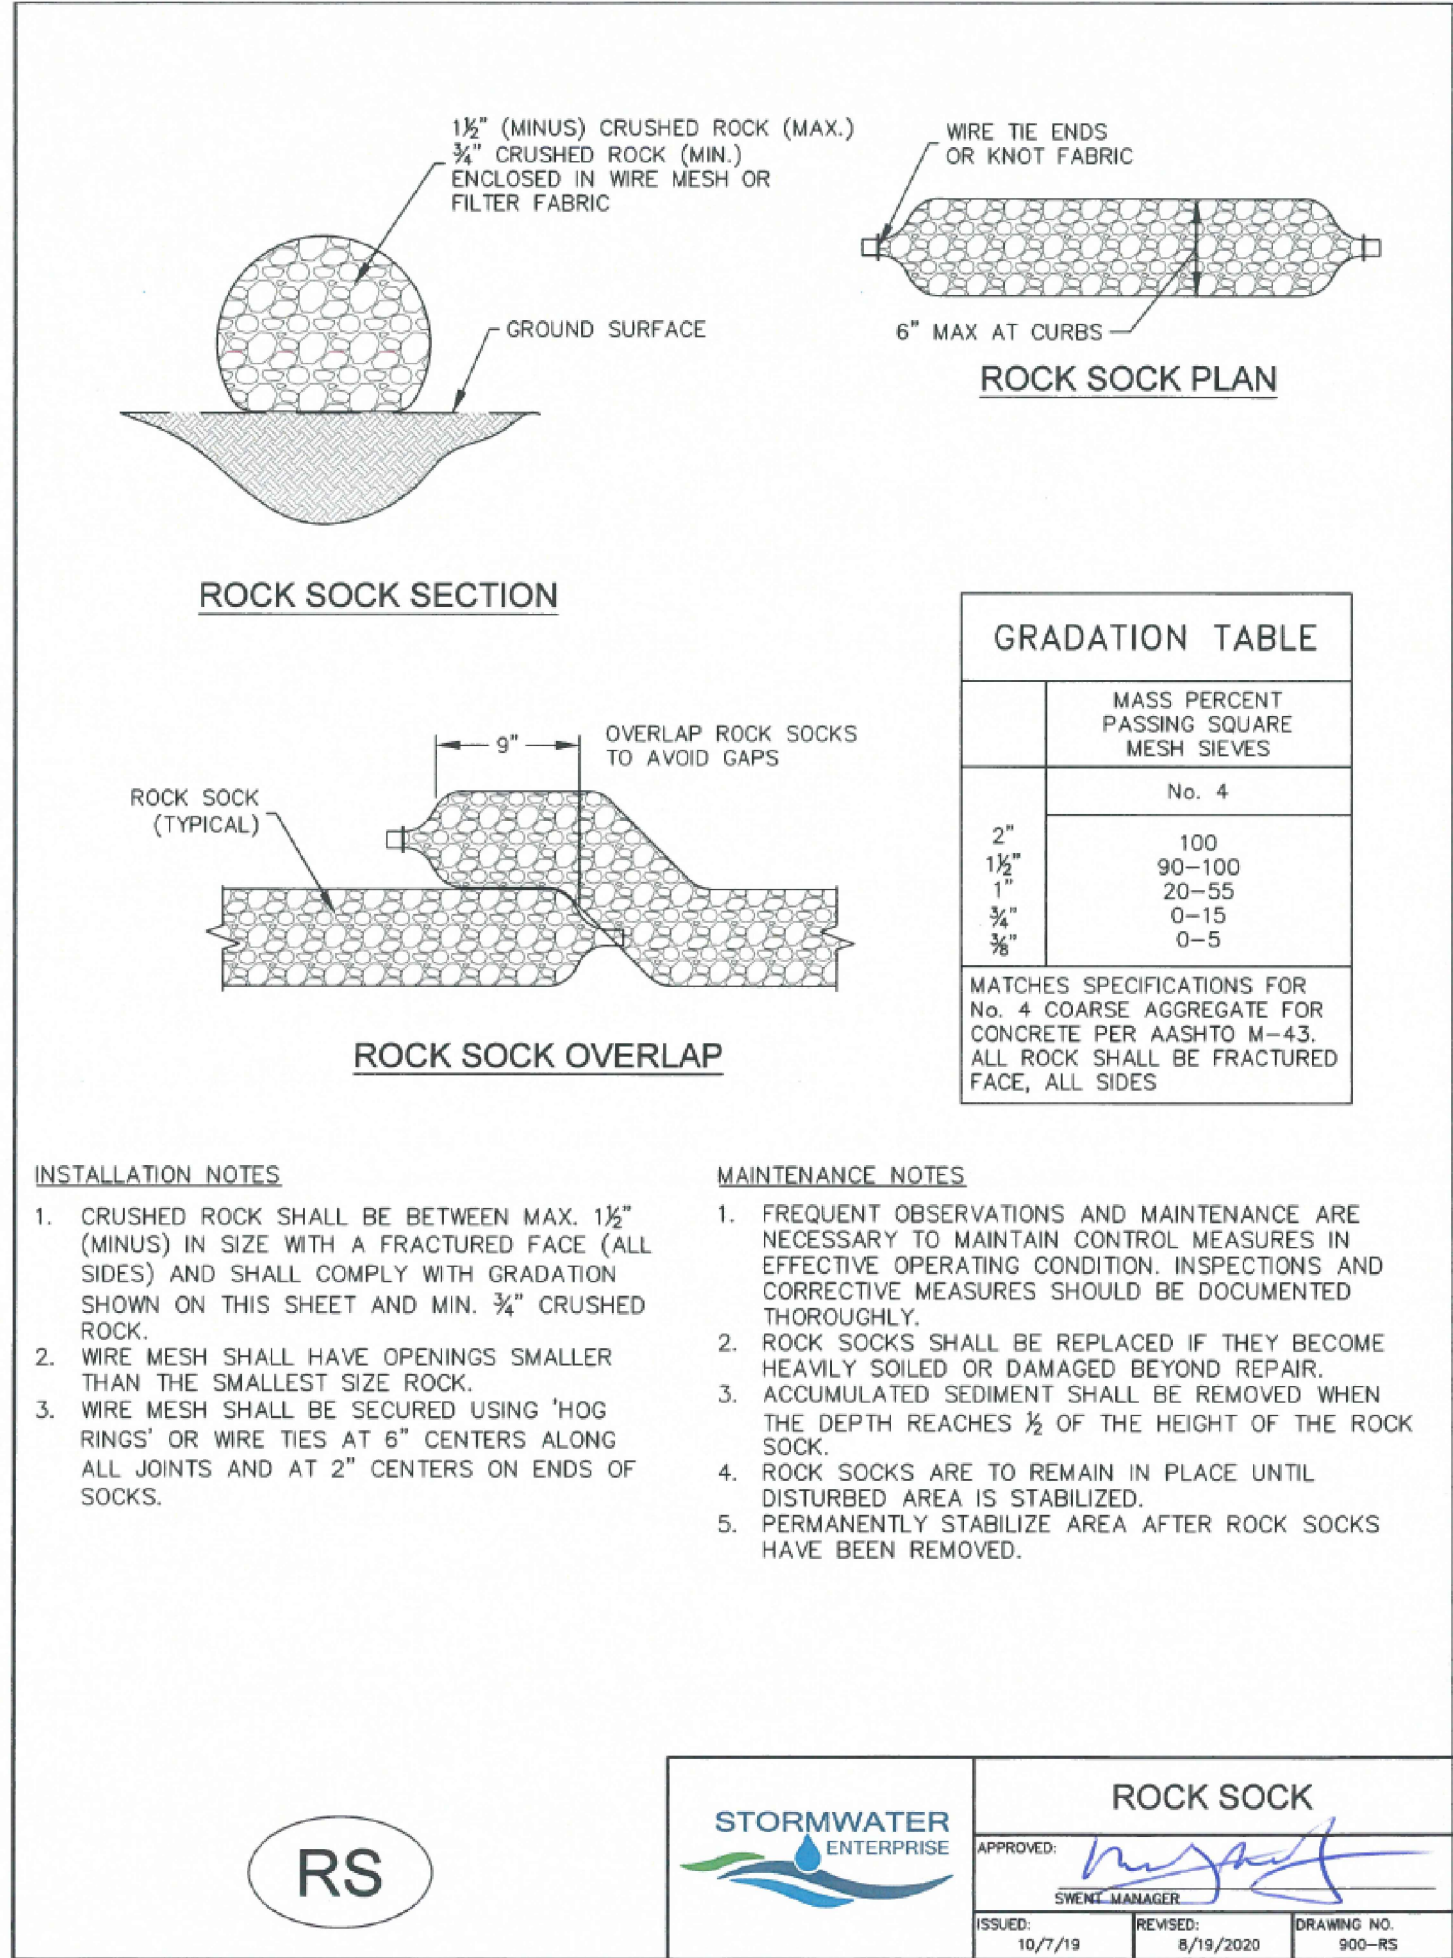 1½" (MINUS) CRUSHED ROCK (MAX.)
¾" CRUSHED ROCK (MIN.)
ENCLOSED IN WIRE MESH OR
FILTER FABRIC
WIRE TIE ENDS
OR KNOT FABRIC
GROUND SURFACE
6" MAX AT CURBS
ROCK SOCK PLAN
ROCK SOCK SECTION
9"
OVERLAP ROCK SOCKS
TO AVOID GAPS
ROCK SOCK
(TYPICAL)
ROCK SOCK OVERLAP
GRADATION TABLE
MASS PERCENT
PASSING SQUARE
MESH SIEVES
No. 4
2" 100
1½" 90–100
1" 20–55
¾" 0–15
⅜" 0–5
MATCHES SPECIFICATIONS FOR
No. 4 COARSE AGGREGATE FOR
CONCRETE PER AASHTO M–43.
ALL ROCK SHALL BE FRACTURED
FACE, ALL SIDES
INSTALLATION NOTES
1. CRUSHED ROCK SHALL BE BETWEEN MAX. 1½"
(MINUS) IN SIZE WITH A FRACTURED FACE (ALL
SIDES) AND SHALL COMPLY WITH GRADATION
SHOWN ON THIS SHEET AND MIN. ¾" CRUSHED
ROCK.
2. WIRE MESH SHALL HAVE OPENINGS SMALLER
THAN THE SMALLEST SIZE ROCK.
3. WIRE MESH SHALL BE SECURED USING 'HOG
RINGS' OR WIRE TIES AT 6" CENTERS ALONG
ALL JOINTS AND AT 2" CENTERS ON ENDS OF
SOCKS.
MAINTENANCE NOTES
1. FREQUENT OBSERVATIONS AND MAINTENANCE ARE
NECESSARY TO MAINTAIN CONTROL MEASURES IN
EFFECTIVE OPERATING CONDITION. INSPECTIONS AND
CORRECTIVE MEASURES SHOULD BE DOCUMENTED
THOROUGHLY.
2. ROCK SOCKS SHALL BE REPLACED IF THEY BECOME
HEAVILY SOILED OR DAMAGED BEYOND REPAIR.
3. ACCUMULATED SEDIMENT SHALL BE REMOVED WHEN
THE DEPTH REACHES ½ OF THE HEIGHT OF THE ROCK
SOCK.
4. ROCK SOCKS ARE TO REMAIN IN PLACE UNTIL
DISTURBED AREA IS STABILIZED.
5. PERMANENTLY STABILIZE AREA AFTER ROCK SOCKS
HAVE BEEN REMOVED.
RS
STORMWATER
ENTERPRISE
ROCK SOCK
APPROVED:
SWENT MANAGER
ISSUED:
10/7/19
REVISED:
8/19/2020
DRAWING NO.
900–RS